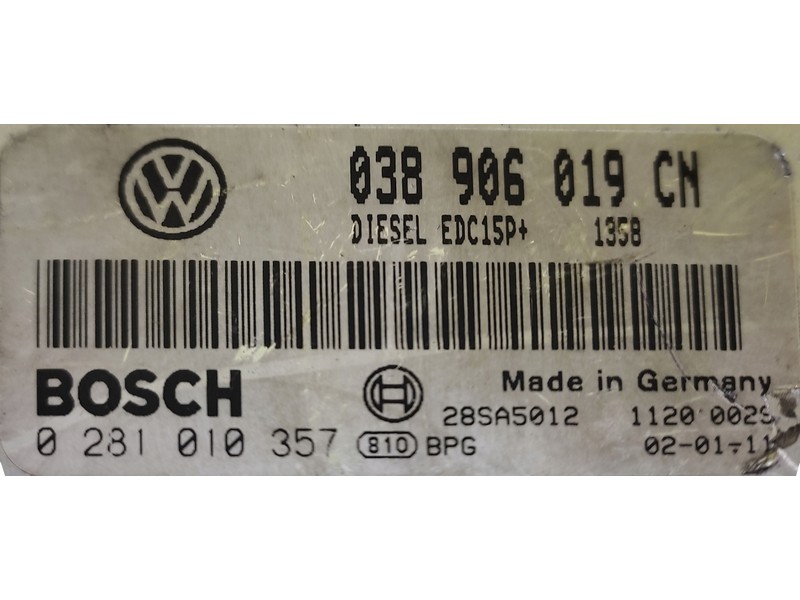 038 906 019 CN
DIESEL EDC15P+ 1358
BOSCH
Made in Germany
28SA5012 1120
0 281 010 357 810 BPG 02-01-11